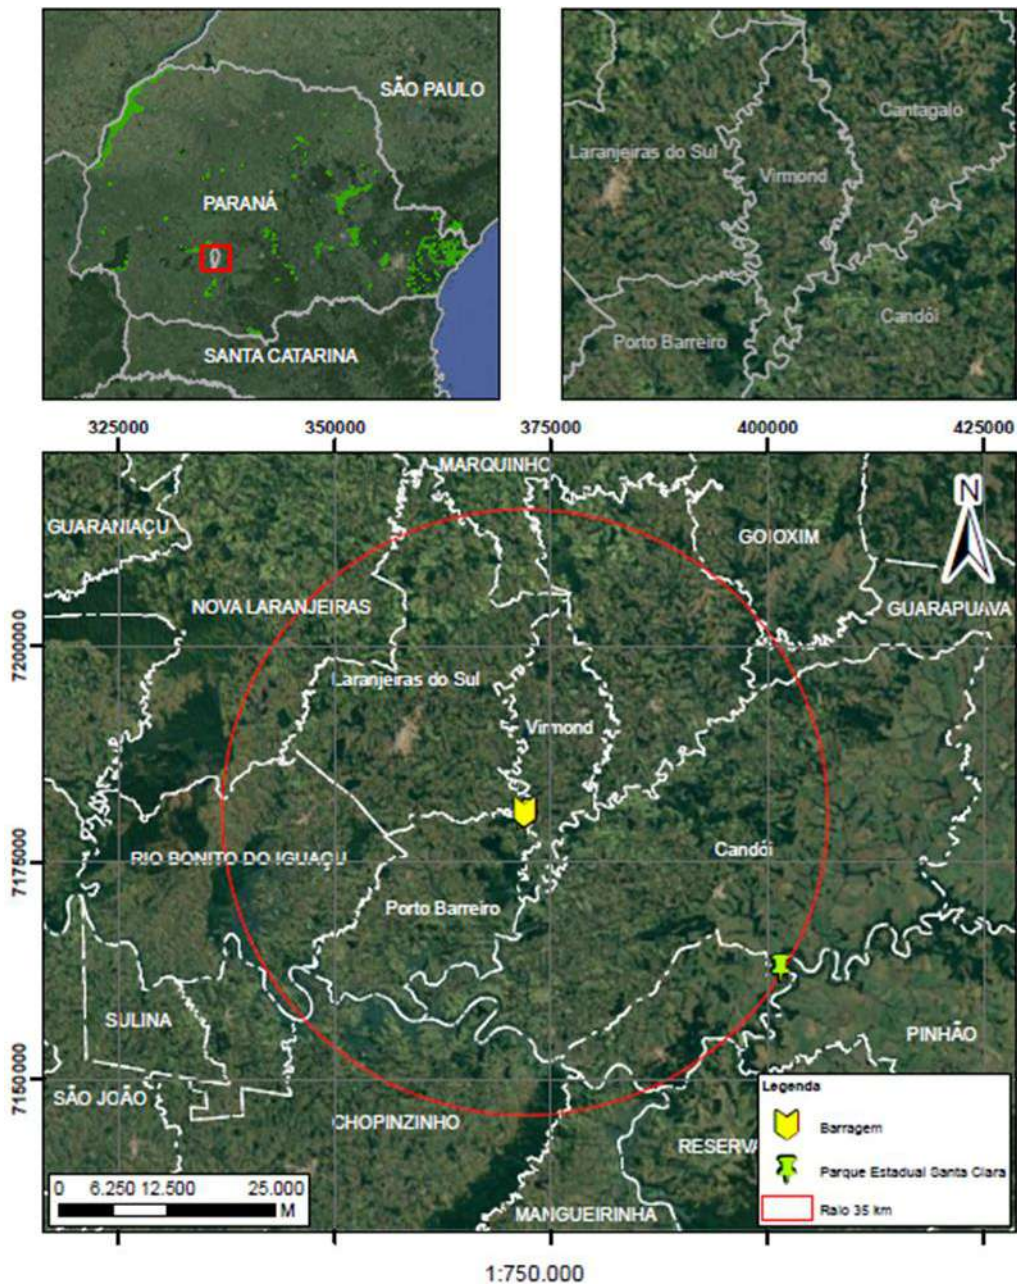 SÃO PAULO
PARANÁ
SANTA CATARINA
Cantagalo
Laranjeiras do Sul
Virmond
Candói
Porto Barreiro
325000 350000 375000 400000 425000
MARQUINHO
N
GUARANIAÇU
GOIOXIM
NOVA LARANJEIRAS
GUARAPUAVA
7200000
Laranjeiras do Sul
Virmond
Candói
RIO BONITO DO IGUAÇU
7175000
Porto Barreiro
SULINA
PINHÃO
7150000
SÃO JOÃO
CHOPINZINHO
RESERVA
MANGUEIRINHA
Legenda
Barragem
Parque Estadual Santa Clara
Raio 35 km
0 6.250 12.500 25.000
M
1:750.000